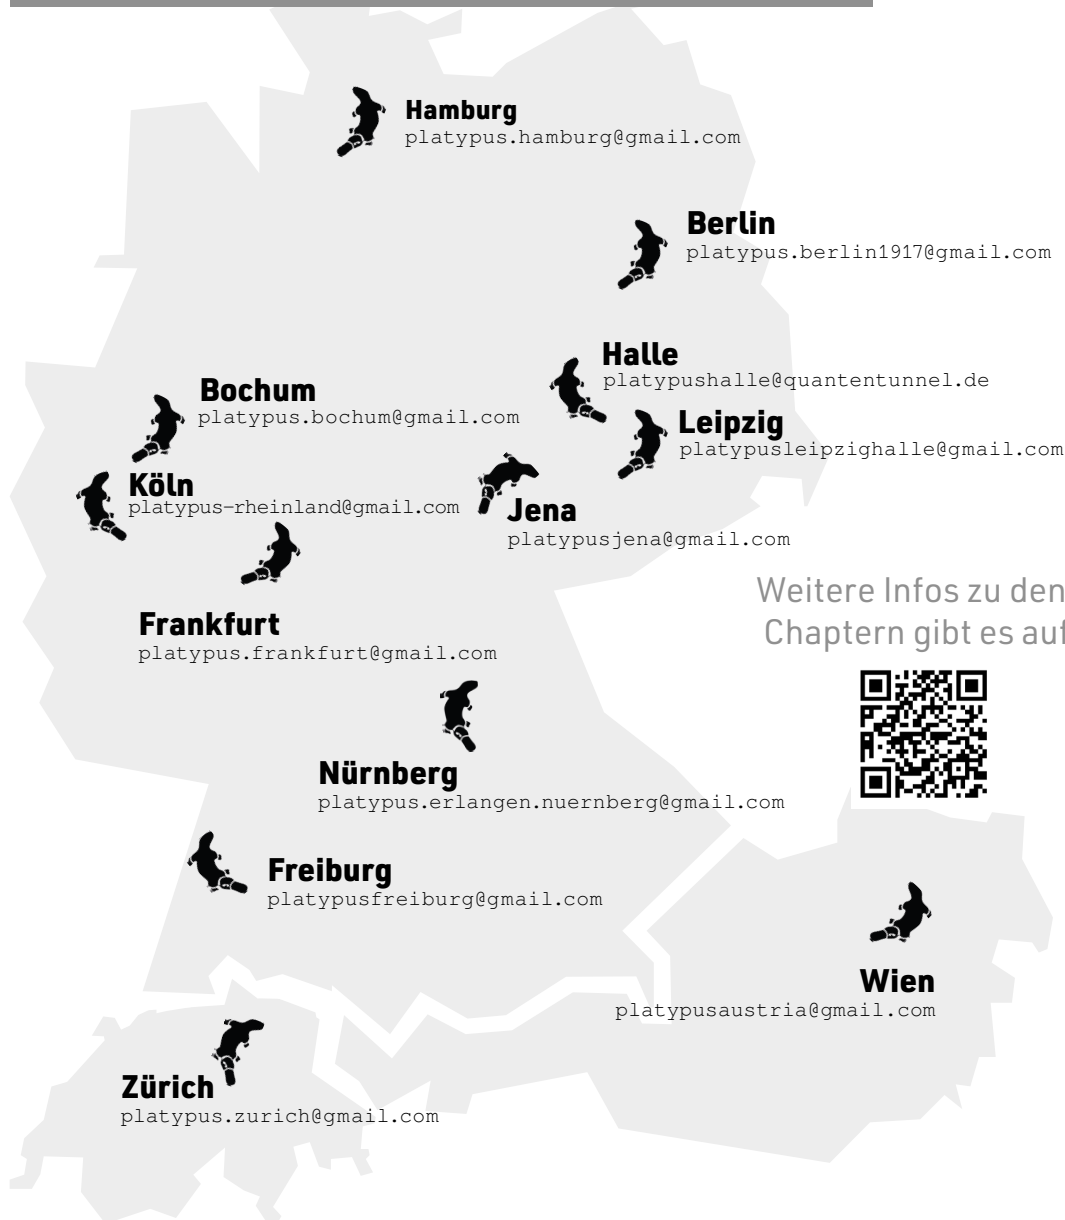 Hamburg
platypus.hamburg@gmail.com
Berlin
platypus.berlin1917@gmail.com
Halle
platypushalle@quantentunnel.de
Bochum
platypus.bochum@gmail.com
Leipzig
platypusleipzighalle@gmail.com
Köln
platypus-rheinland@gmail.com
Jena
platypusjena@gmail.com
Weitere Infos zu den
Chaptern gibt es auf
Frankfurt
platypus.frankfurt@gmail.com
Nürnberg
platypus.erlangen.nuernberg@gmail.com
Freiburg
platypusfreiburg@gmail.com
Wien
platypusaustria@gmail.com
Zürich
platypus.zurich@gmail.com